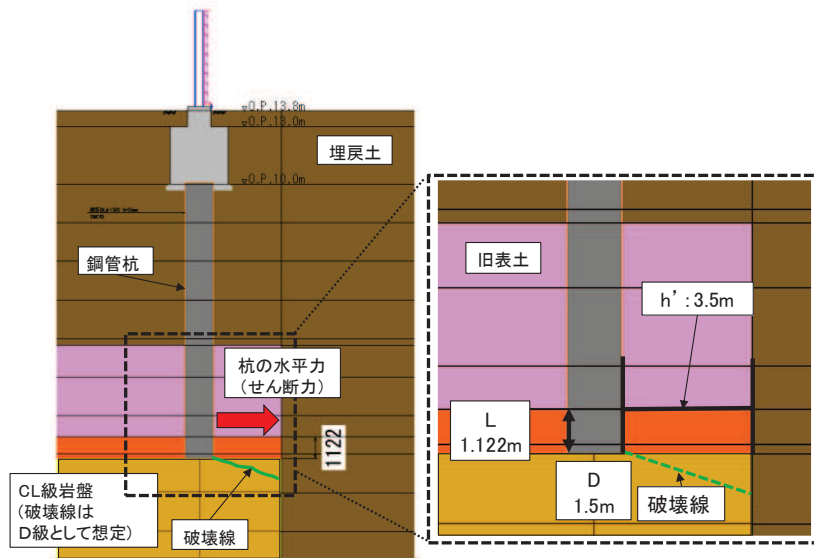 ▽O.P.13.8m
▽O.P.13.0m
埋戻土
▽O.P.10.0m
鋼管杭
杭の水平力
(せん断力)
1122
CL級岩盤
(破壊線は
D級として想定)
破壊線
旧表土
h’:3.5m
L
1.122m
D
1.5m
破壊線